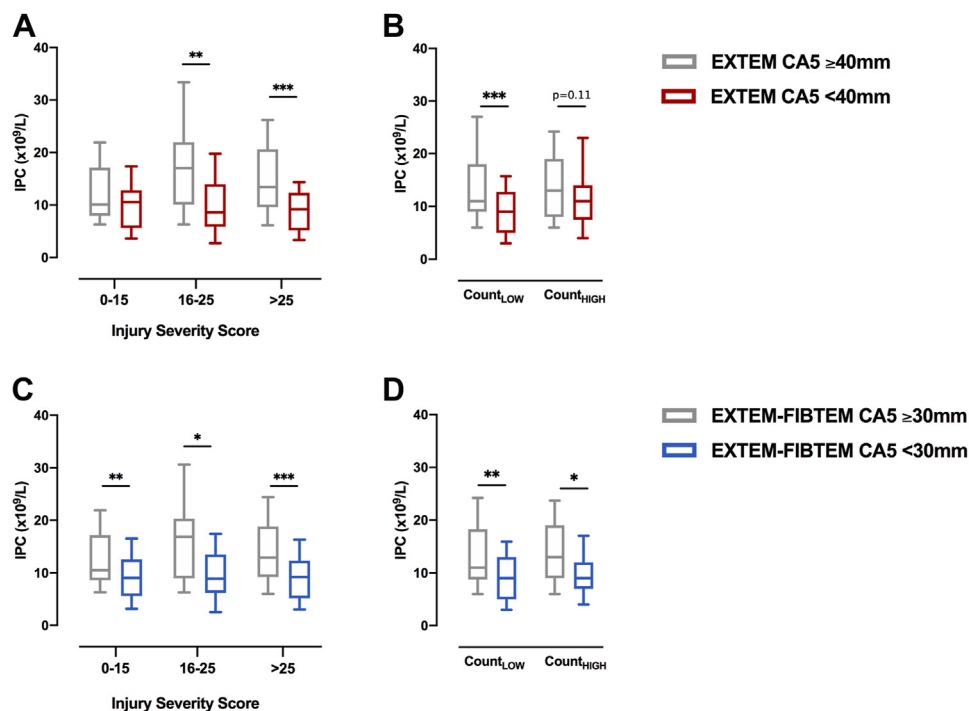 A
B
EXTEM CA5 ≥40mm
EXTEM CA5 <40mm
40
30
20
10
0
IPC (x10⁹/L)
**
***
0-15
16-25
>25
Injury Severity Score
40
30
20
10
0
IPC (x10⁹/L)
***
p=0.11
CountLOW
CountHIGH
C
D
EXTEM-FIBTEM CA5 ≥30mm
EXTEM-FIBTEM CA5 <30mm
40
30
20
10
0
IPC (x10⁹/L)
**
*
***
0-15
16-25
>25
Injury Severity Score
40
30
20
10
0
IPC (x10⁹/L)
**
*
CountLOW
CountHIGH